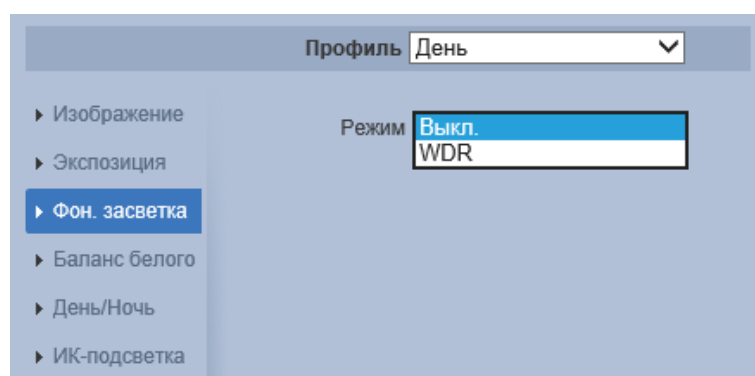 Профиль День
Изображение
Режим Выкл.
WDR
Экспозиция
Фон. засветка
Баланс белого
День/Ночь
ИК-подсветка